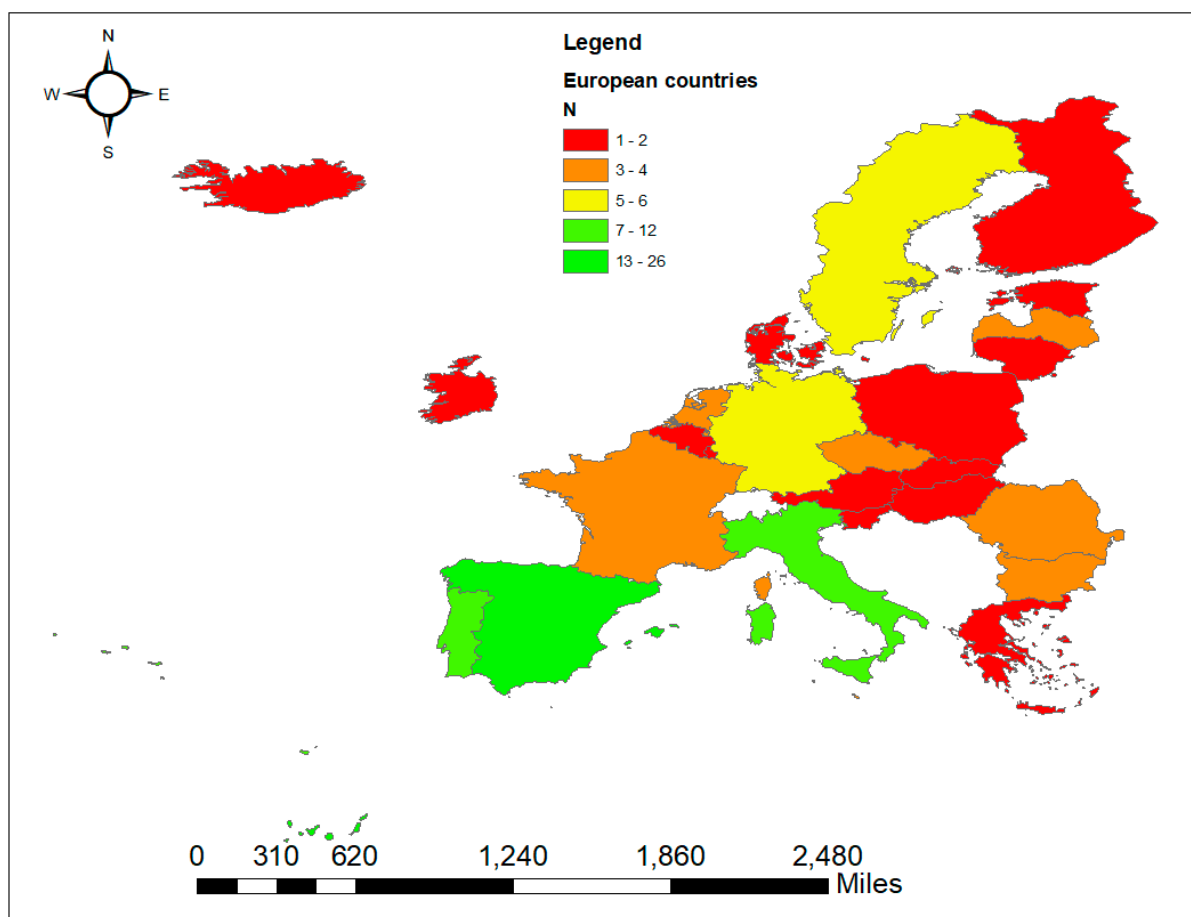 N
W E
S
Legend
European countries
N
1 - 2
3 - 4
5 - 6
7 - 12
13 - 26
0 310 620 1,240 1,860 2,480
Miles